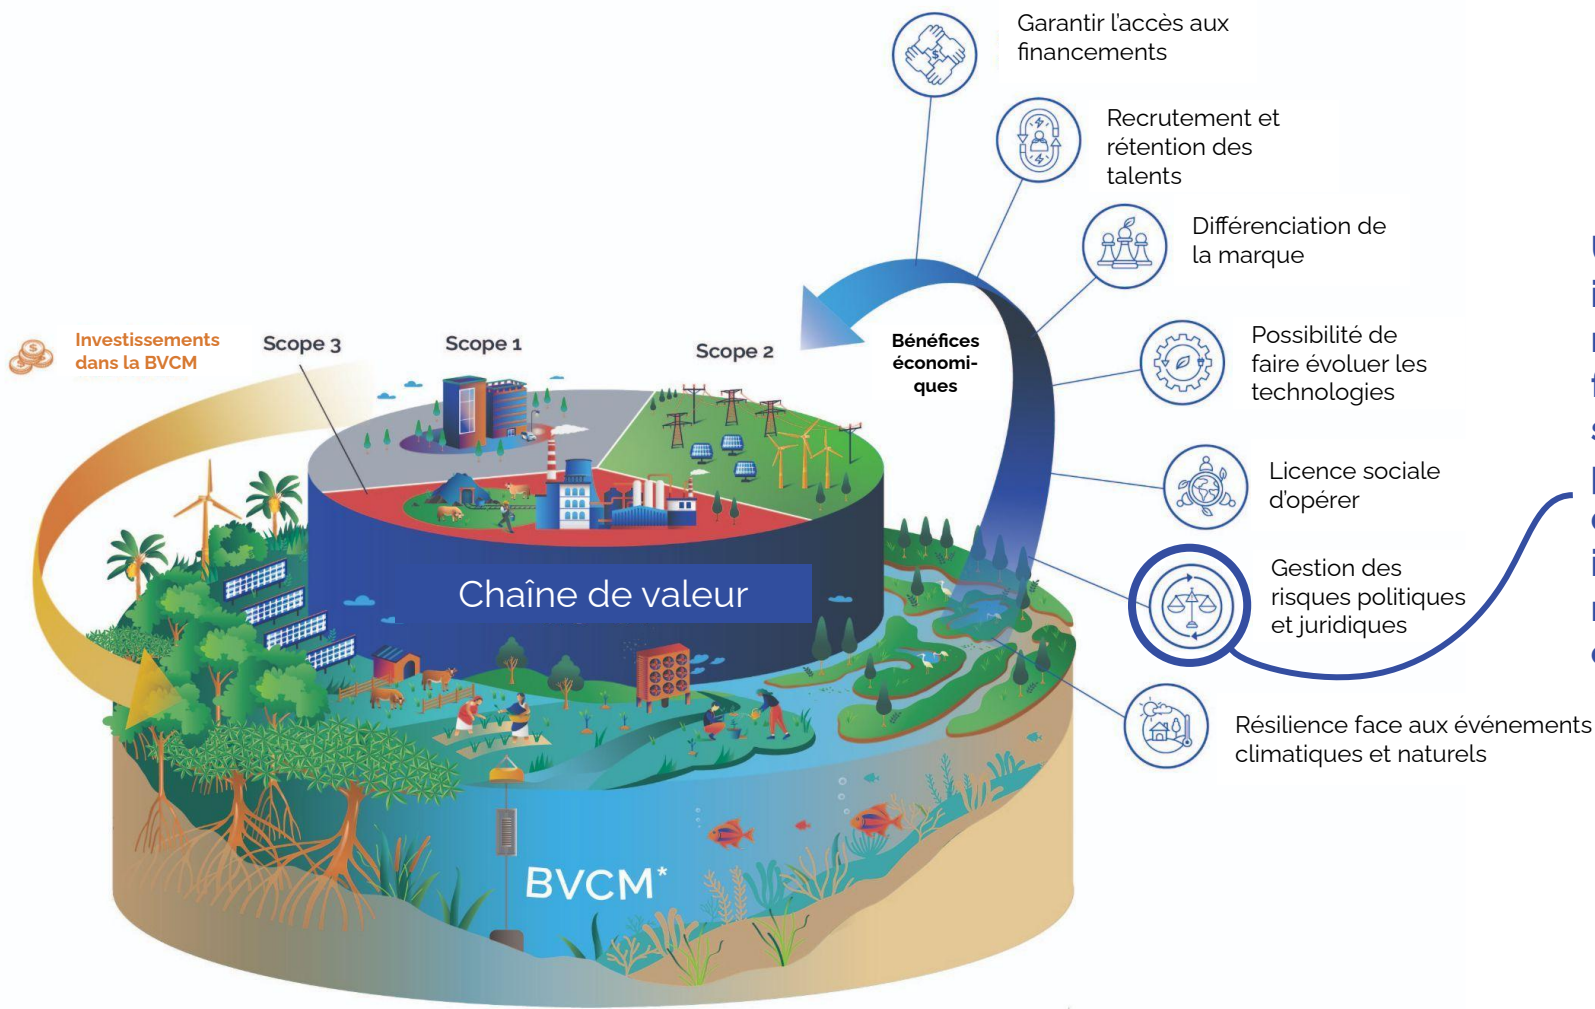 Garantir l'accès aux
financements
Recrutement et
rétention des
talents
Différenciation de
la marque
Investissements
dans la BVCM
Scope 3
Scope 1
Scope 2
Bénéfices
économi-
ques
Possibilité de
faire évoluer les
technologies
Licence sociale
d'opérer
Chaîne de valeur
Gestion des
risques politiques
et juridiques
Résilience face aux événements
climatiques et naturels
BVCM*